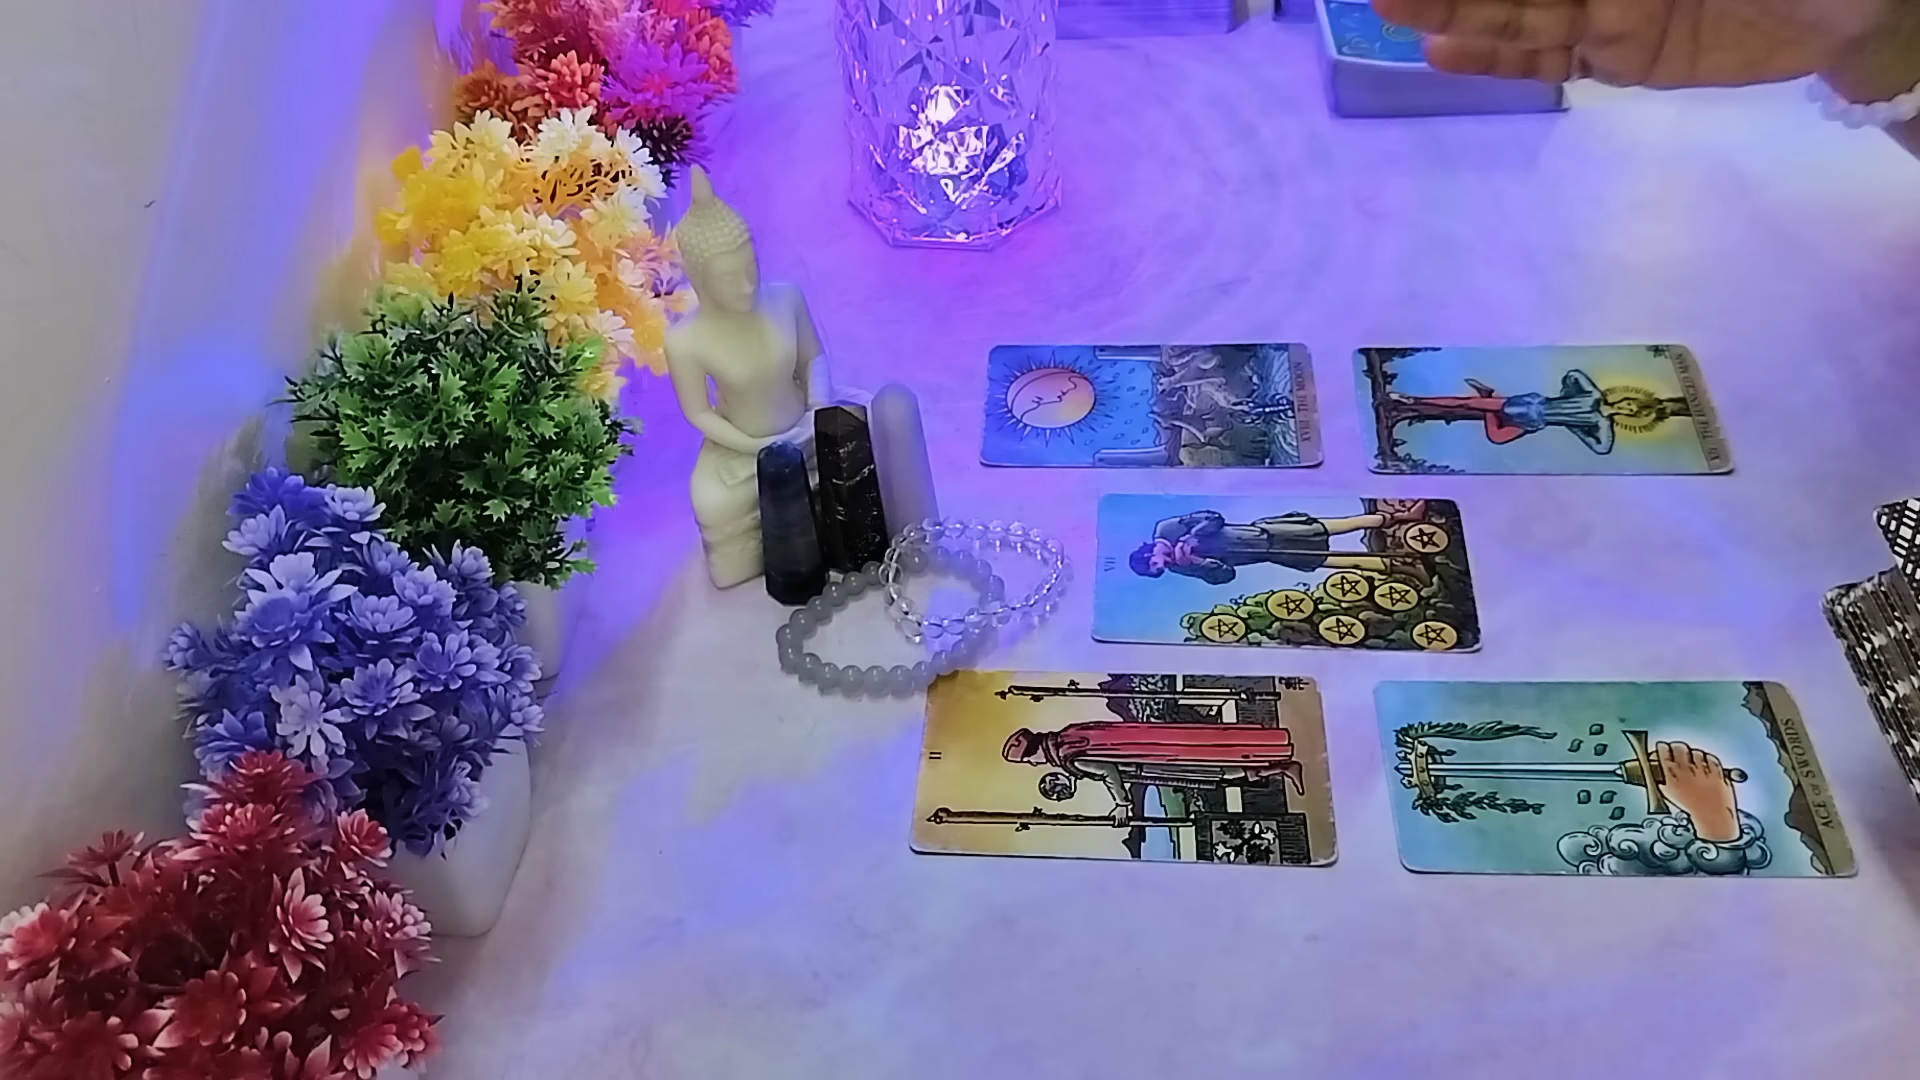 XVIII · THE MOON
XII · THE HANGED MAN
VII
II
ACE OF SWORDS